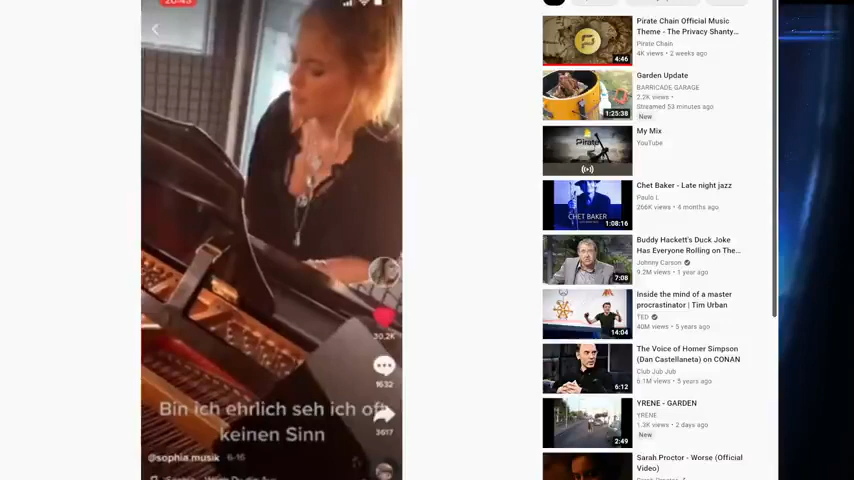 20:45
30.2K
1632
3617
Bin ich ehrlich seh ich oft
keinen Sinn
@sophia.musik 6-16
Pirate Chain Official Music
Theme - The Privacy Shanty...
Pirate Chain
4K views • 2 weeks ago
4:46
Garden Update
BARRICADE GARAGE
2.2K views •
Streamed 53 minutes ago
New
1:25:38
My Mix
YouTube
Pirate
Chet Baker - Late night jazz
Paulo L
266K views • 4 months ago
CHET BAKER
1:08:16
Buddy Hackett's Duck Joke
Has Everyone Rolling on The...
Johnny Carson
9.2M views • 1 year ago
7:08
Inside the mind of a master
procrastinator | Tim Urban
TED
40M views • 5 years ago
14:04
The Voice of Homer Simpson
(Dan Castellaneta) on CONAN
Club Jub Jub
6.1M views • 5 years ago
6:12
YRENE - GARDEN
YRENE
1.3K views • 2 days ago
New
2:49
Sarah Proctor - Worse (Official
Video)